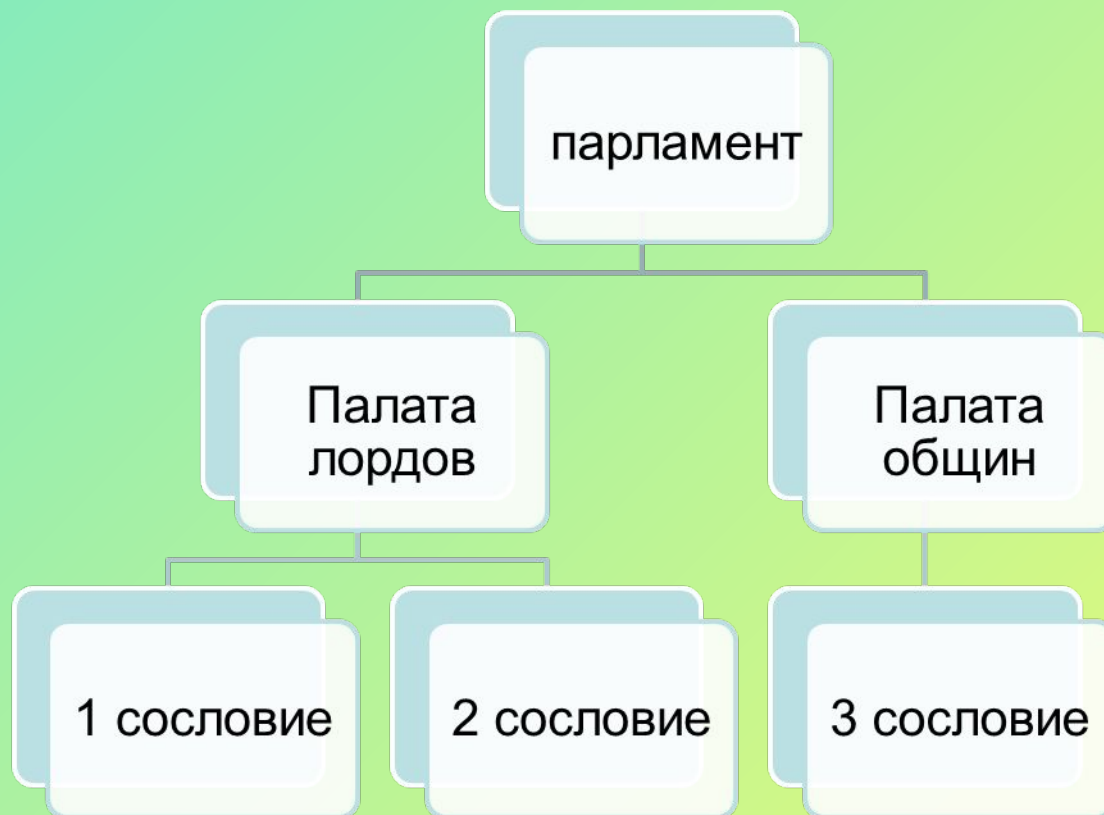 парламент
Палата
лордов
Палата
общин
1 сословие
2 сословие
3 сословие